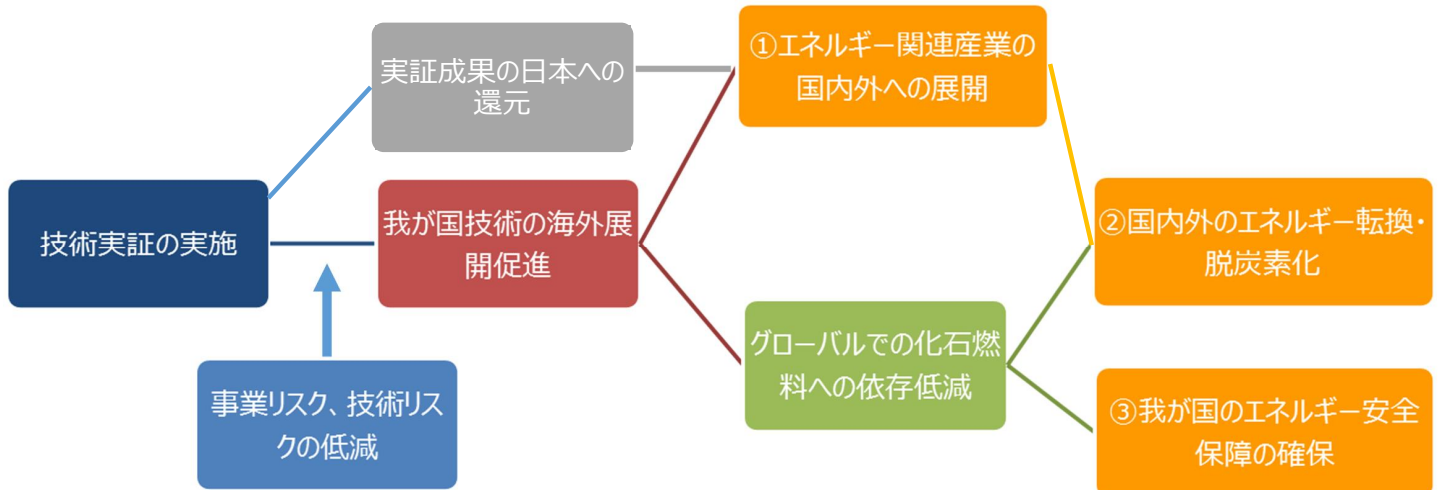 実証成果の日本への
還元
①エネルギー関連産業の
国内外への展開
技術実証の実施
我が国技術の海外展
開促進
②国内外のエネルギー転換・
脱炭素化
事業リスク、技術リス
クの低減
グローバルでの化石燃
料への依存低減
③我が国のエネルギー安全
保障の確保